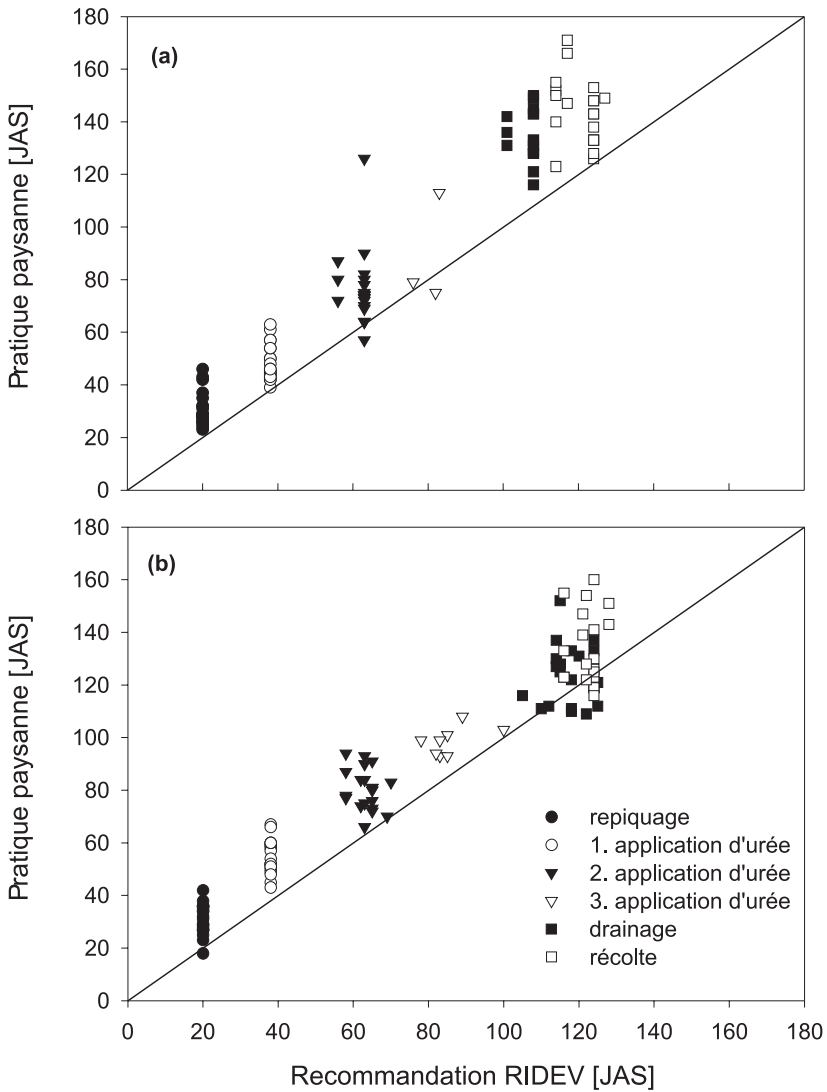 180
160
140
120
100
80
60
40
20
0
(a)
Pratique paysanne [JAS]
180
160
140
120
100
80
60
40
20
0
(b)
Pratique paysanne [JAS]
repiquage
1. application d'urée
2. application d'urée
3. application d'urée
drainage
récolte
0 20 40 60 80 100 120 140 160 180
Recommandation RIDEV [JAS]